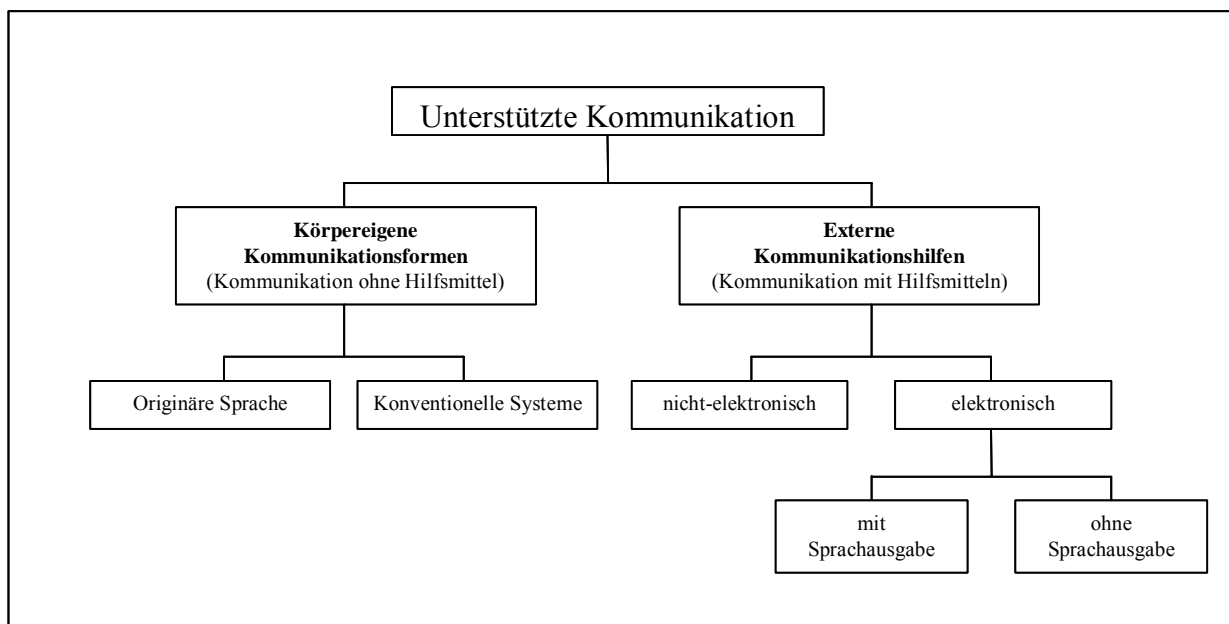 Unterstützte Kommunikation
Körpereigene
Kommunikationsformen
(Kommunikation ohne Hilfsmittel)
Externe
Kommunikationshilfen
(Kommunikation mit Hilfsmitteln)
Originäre Sprache
Konventionelle Systeme
nicht-elektronisch
elektronisch
mit
Sprachausgabe
ohne
Sprachausgabe